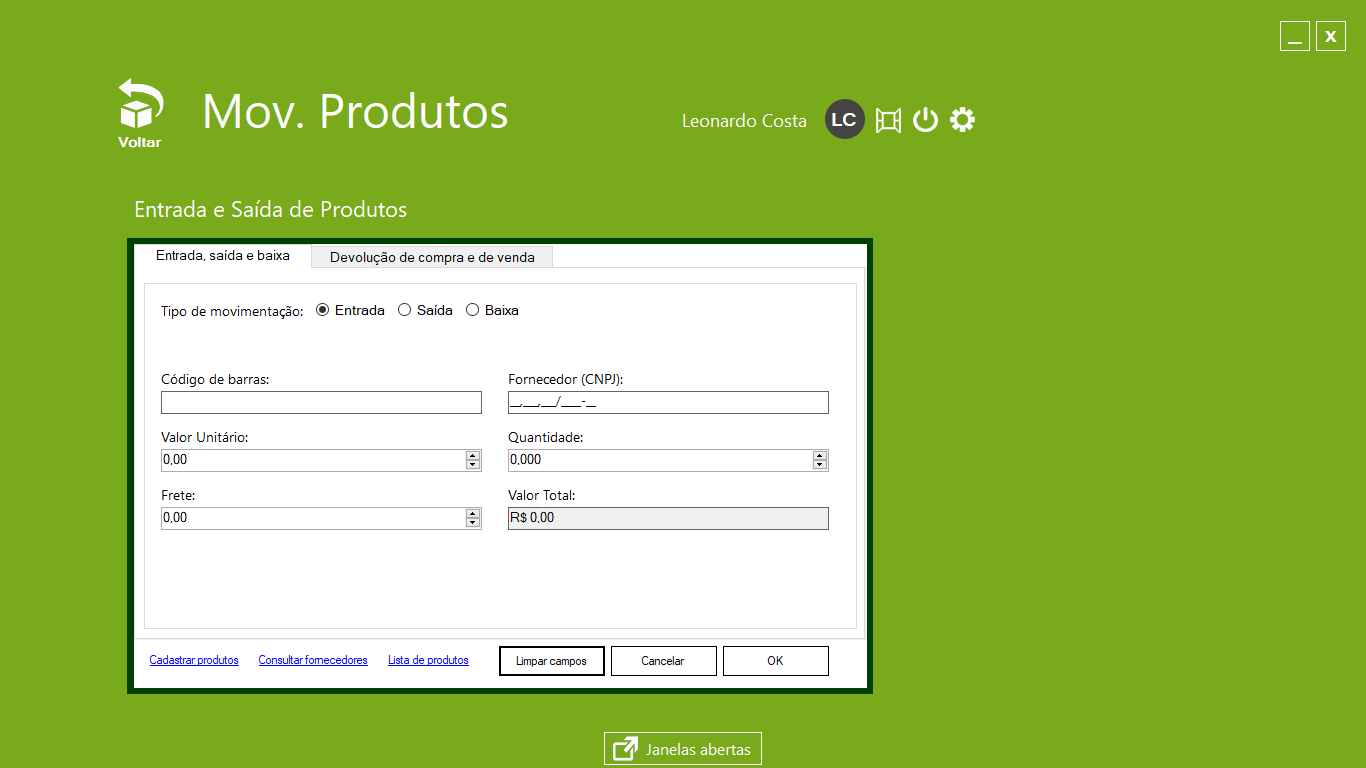 _ X
Voltar
Mov. Produtos
Leonardo Costa LC
Entrada e Saída de Produtos
Entrada, saída e baixa Devolução de compra e de venda
Tipo de movimentação: Entrada Saída Baixa
Código de barras: Fornecedor (CNPJ):
__.___.___/____-__
Valor Unitário: Quantidade:
0,00 0,000
Frete: Valor Total:
0,00 R$ 0,00
Cadastrar produtos Consultar fornecedores Lista de produtos Limpar campos Cancelar OK
Janelas abertas